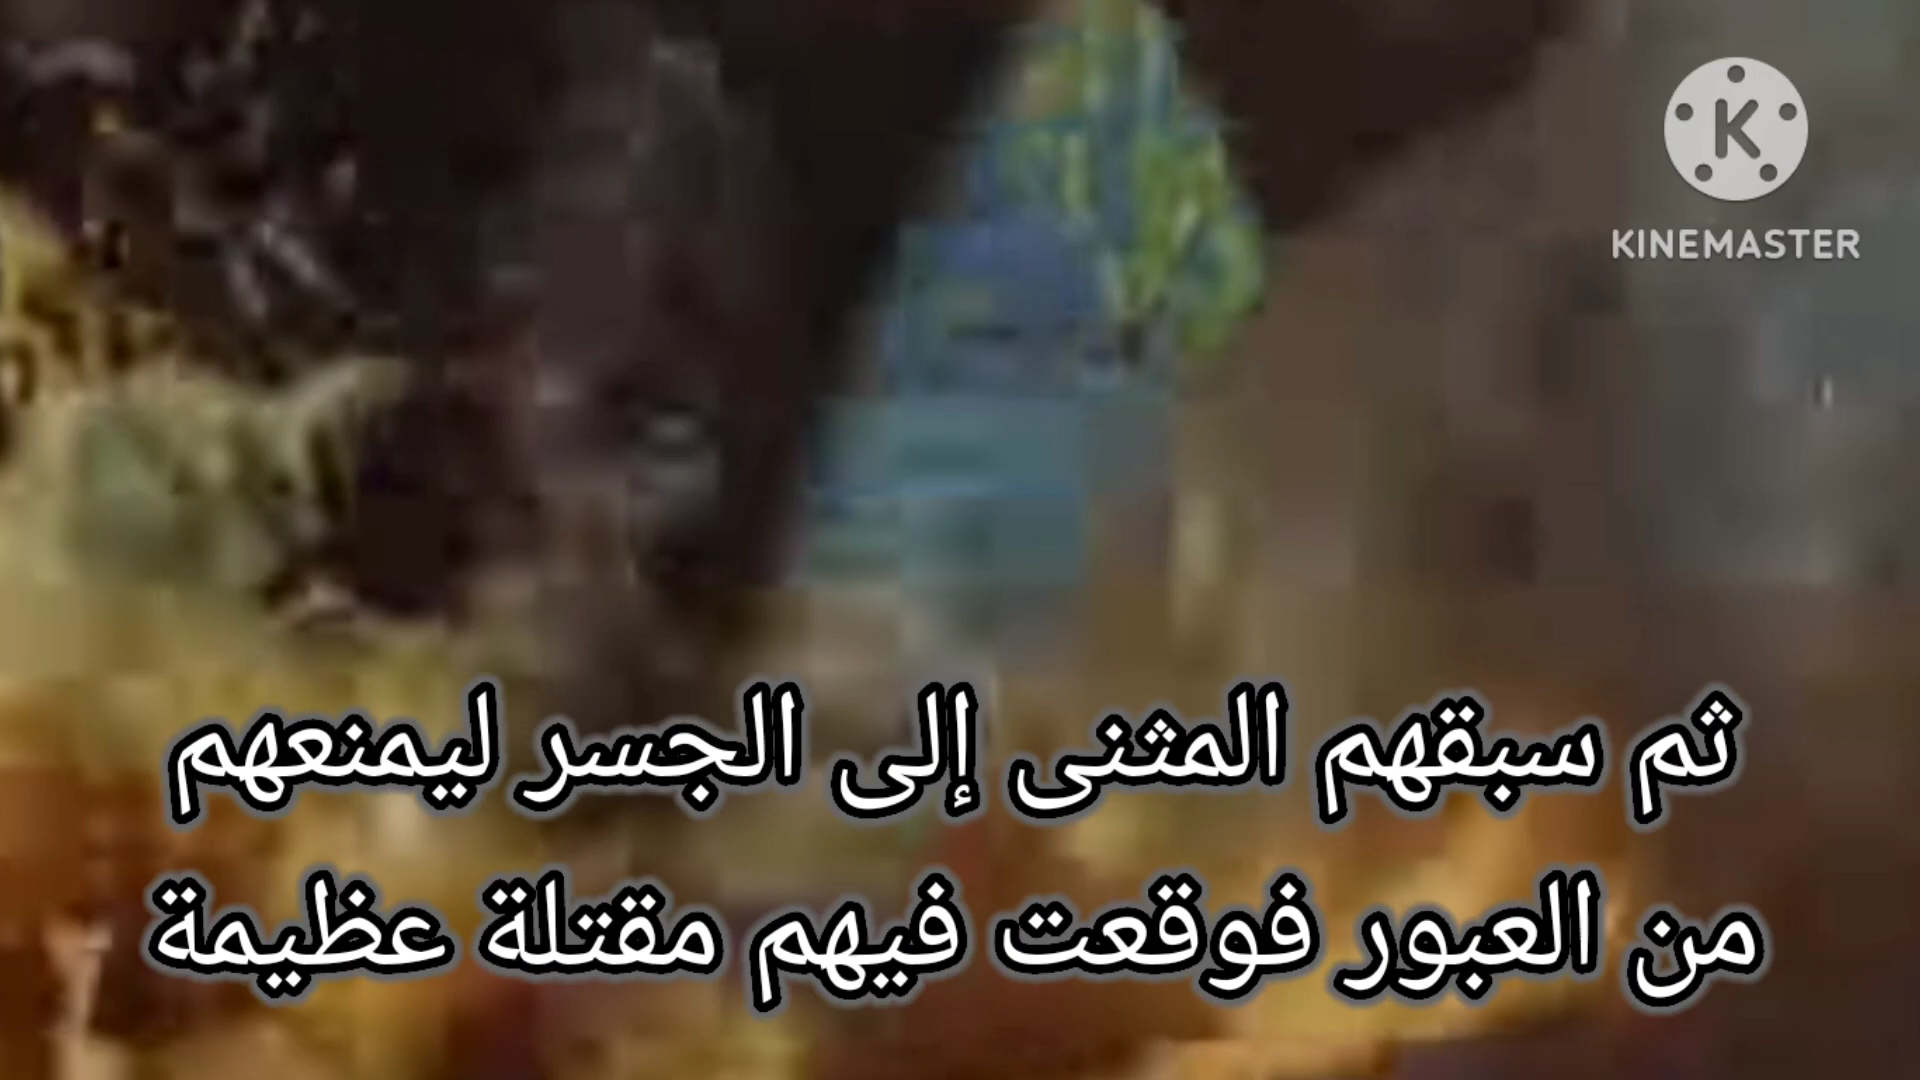 KINEMASTER
ثم سبقهم المثنى إلى الجسر ليمنعهم
من العبور فوقعت فيهم مقتلة عظيمة